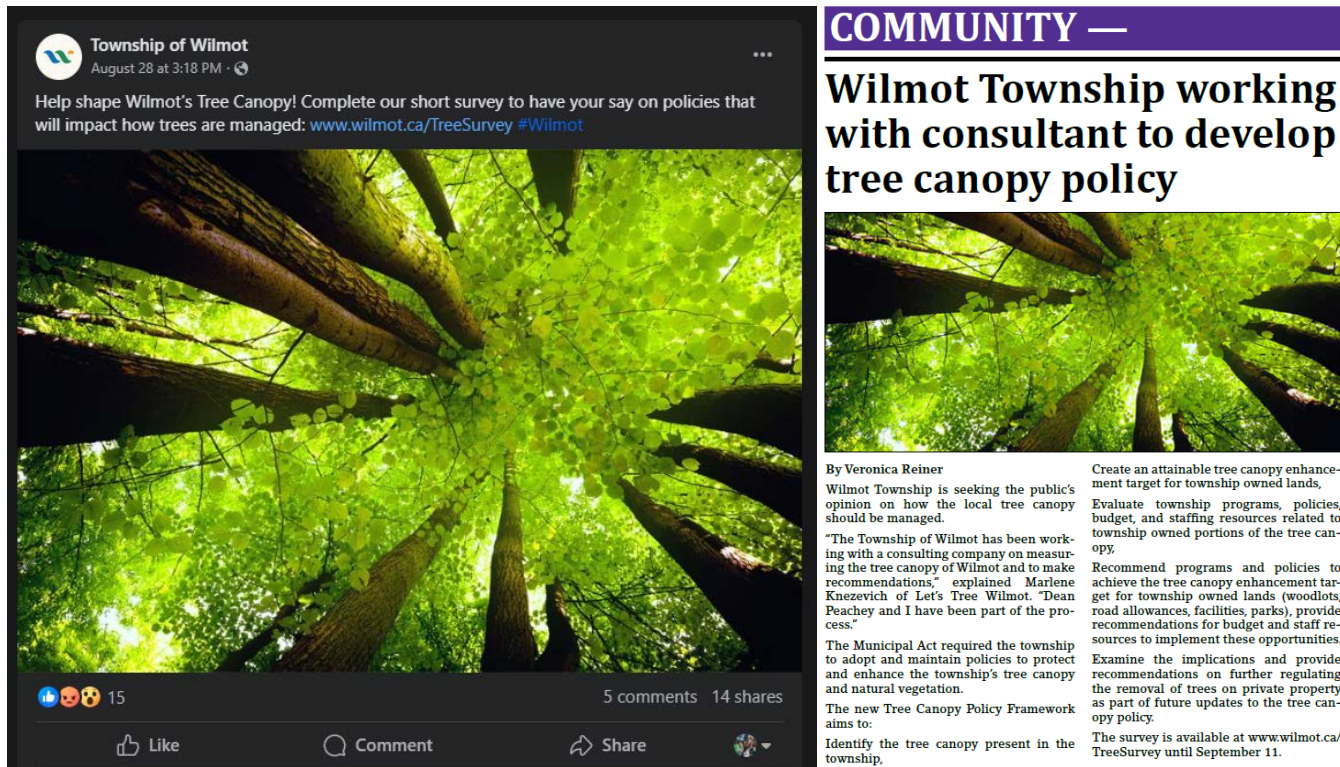 Township of Wilmot
August 28 at 3:18 PM ·
Help shape Wilmot's Tree Canopy! Complete our short survey to have your say on policies that
will impact how trees are managed: www.wilmot.ca/TreeSurvey #Wilmot
15
5 comments 14 shares
Like
Comment
Share
COMMUNITY —
Wilmot Township working
with consultant to develop
tree canopy policy
By Veronica Reiner
Wilmot Township is seeking the public's
opinion on how the local tree canopy
should be managed.
"The Township of Wilmot has been work-
ing with a consulting company on measur-
ing the tree canopy of Wilmot and to make
recommendations," explained Marlene
Knezevich of Let's Tree Wilmot. "Dean
Peachey and I have been part of the pro-
cess."
The Municipal Act required the township
to adopt and maintain policies to protect
and enhance the township's tree canopy
and natural vegetation.
The new Tree Canopy Policy Framework
aims to:
Identify the tree canopy present in the
township,
Create an attainable tree canopy enhance-
ment target for township owned lands,
Evaluate township programs, policies,
budget, and staffing resources related to
township owned portions of the tree can-
opy,
Recommend programs and policies to
achieve the tree canopy enhancement tar-
get for township owned lands (woodlots,
road allowances, facilities, parks), provide
recommendations for budget and staff re-
sources to implement these opportunities.
Examine the implications and provide
recommendations on further regulating
the removal of trees on private property
as part of future updates to the tree can-
opy policy.
The survey is available at www.wilmot.ca/
TreeSurvey until September 11.